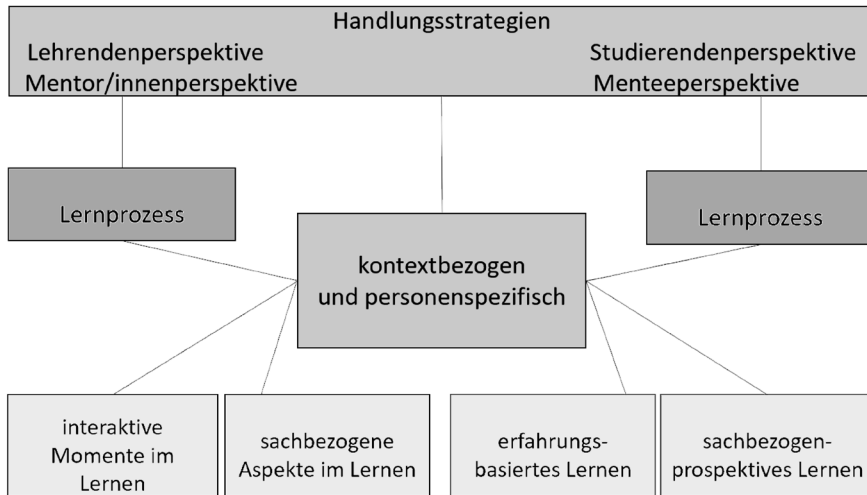 Handlungsstrategien
Lehrendenperspektive
Mentor/innenperspektive
Studierendenperspektive
Menteeperspektive
Lernprozess
Lernprozess
kontextbezogen
und personenspezifisch
interaktive
Momente im
Lernen
sachbezogene
Aspekte im Lernen
erfahrungs-
basiertes Lernen
sachbezogen-
prospektives Lernen